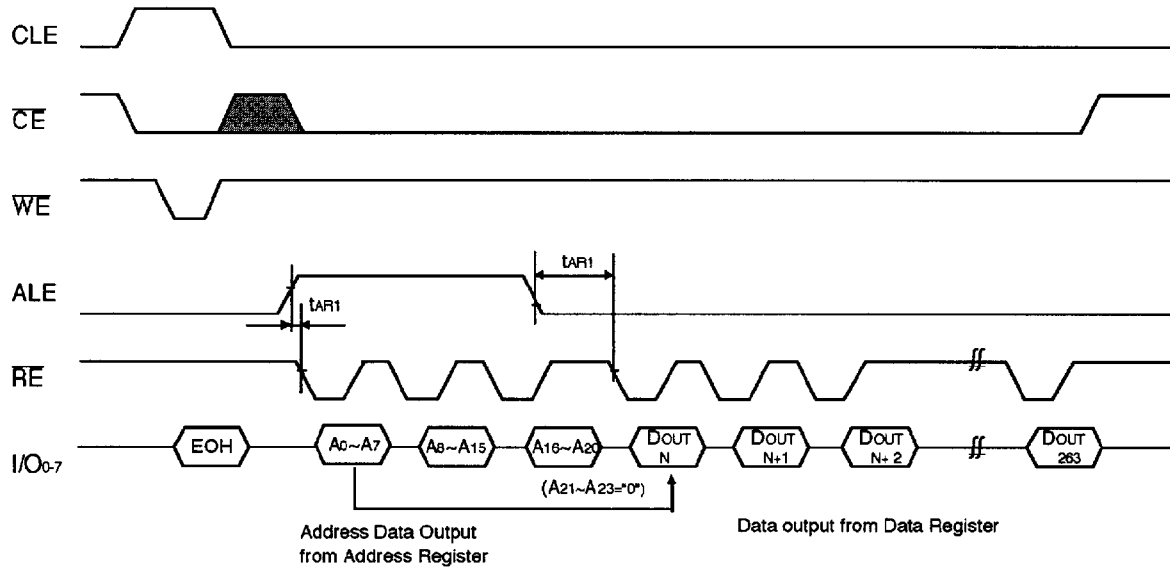 CLE
CE
WE
ALE
tAR1
tAR1
RE
I/O0-7
EOH
A0~A7
A8~A15
A16~A20
DOUT
N
DOUT
N+1
DOUT
N+ 2
DOUT
263
(A21~A23="0")
Address Data Output
from Address Register
Data output from Data Register